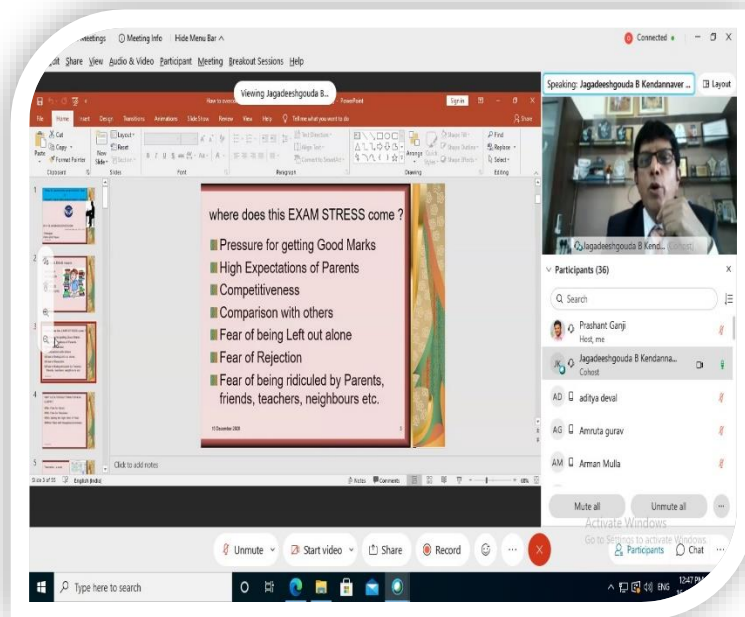 Meetings Meeting Info Hide Menu Bar
Connected
Edit Share View Audio & Video Participant Meeting Breakout Sessions Help
Viewing Jagadeeshgouda B...
Speaking: Jagadeeshgouda B Kendannaver ... Layout
PowerPoint
Sign in
File Home Insert Design Transitions Animations Slide Show Review View Help Tell me what you want to do Share
Cut
Copy
Format Painter
Paste
New Slide
Layout
Reset
Section
Arrange
Find
Replace
Select
Clipboard Slides Font Paragraph Drawing Editing
1
2
3
4
5
where does this EXAM STRESS come ?
Pressure for getting Good Marks
High Expectations of Parents
Competitiveness
Comparison with others
Fear of being Left out alone
Fear of Rejection
Fear of being ridiculed by Parents,
friends, teachers, neighbours etc.
Click to add notes
Notes Comments
Jagadeeshgouda B Kend... (Cohost)
Participants (36) X
Search
Prashant Ganji
Host, me
JK Jagadeeshgouda B Kendanna...
Cohost
AD aditya deval
AG Amruta gurav
AM Arman Mulla
Mute all Unmute all ...
Activate Windows
Go to Settings to activate Windows.
Unmute Start video Share Record ... X Participants Chat ...
Type here to search
ENG 12:47 PM